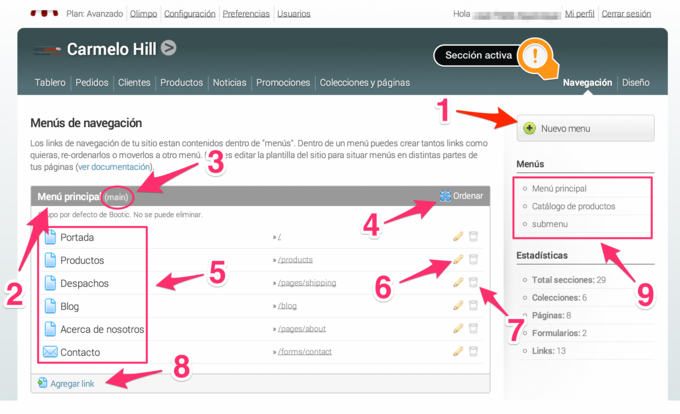 Plan: Avanzado Olimpo Configuración Preferencias Usuarios
Hola Mi perfil Cerrar sesión
Carmelo Hill
Sección activa
Tablero Pedidos Clientes Productos Noticias Promociones Colecciones y páginas Navegación Diseño
1
Nuevo menu
Menús de navegación
Los links de navegación de tu sitio estan contenidos dentro de "menús". Dentro de un menú puedes crear tantos links como
quieras, re-ordenarlos o moverlos a otro menú. editar la plantilla del sitio para situar menús en distintas partes de
tus páginas (ver documentación).
3
Menú principal (main)
Ordenar
por defecto de Bootic. No se puede eliminar.
2
4
Portada » /
Productos » /products
Despachos » /pages/shipping
Blog » /blog
Acerca de nosotros » /pages/about
Contacto » /forms/contact
5
6
7
Agregar link
8
Menús
Menú principal
Catálogo de productos
submenu
9
Estadísticas
Total secciones: 29
Colecciones: 6
Páginas: 8
Formularios: 2
Links: 13